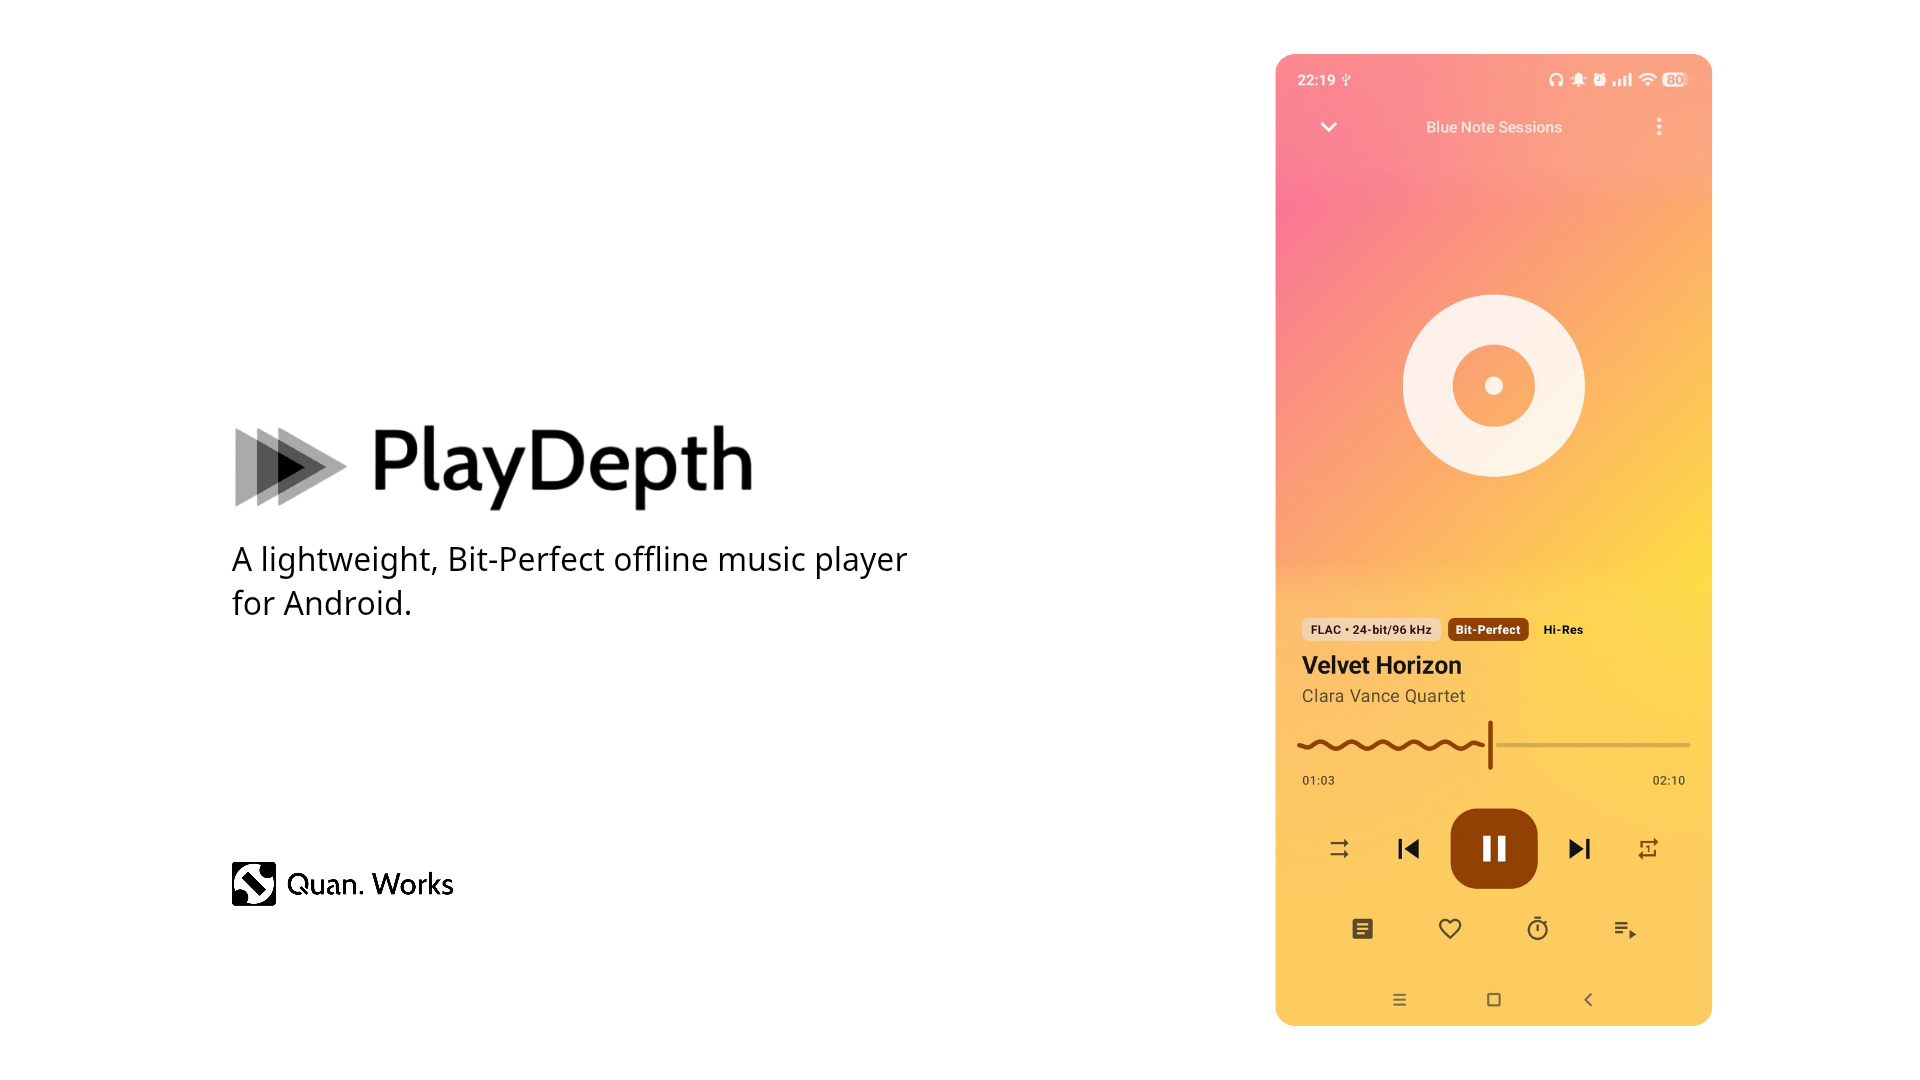 PlayDepth
A lightweight, Bit-Perfect offline music player
for Android.
Quan. Works
22:19
80
Blue Note Sessions
FLAC • 24-bit/96 kHz
Bit-Perfect
Hi-Res
Velvet Horizon
Clara Vance Quartet
01:03
02:10
1